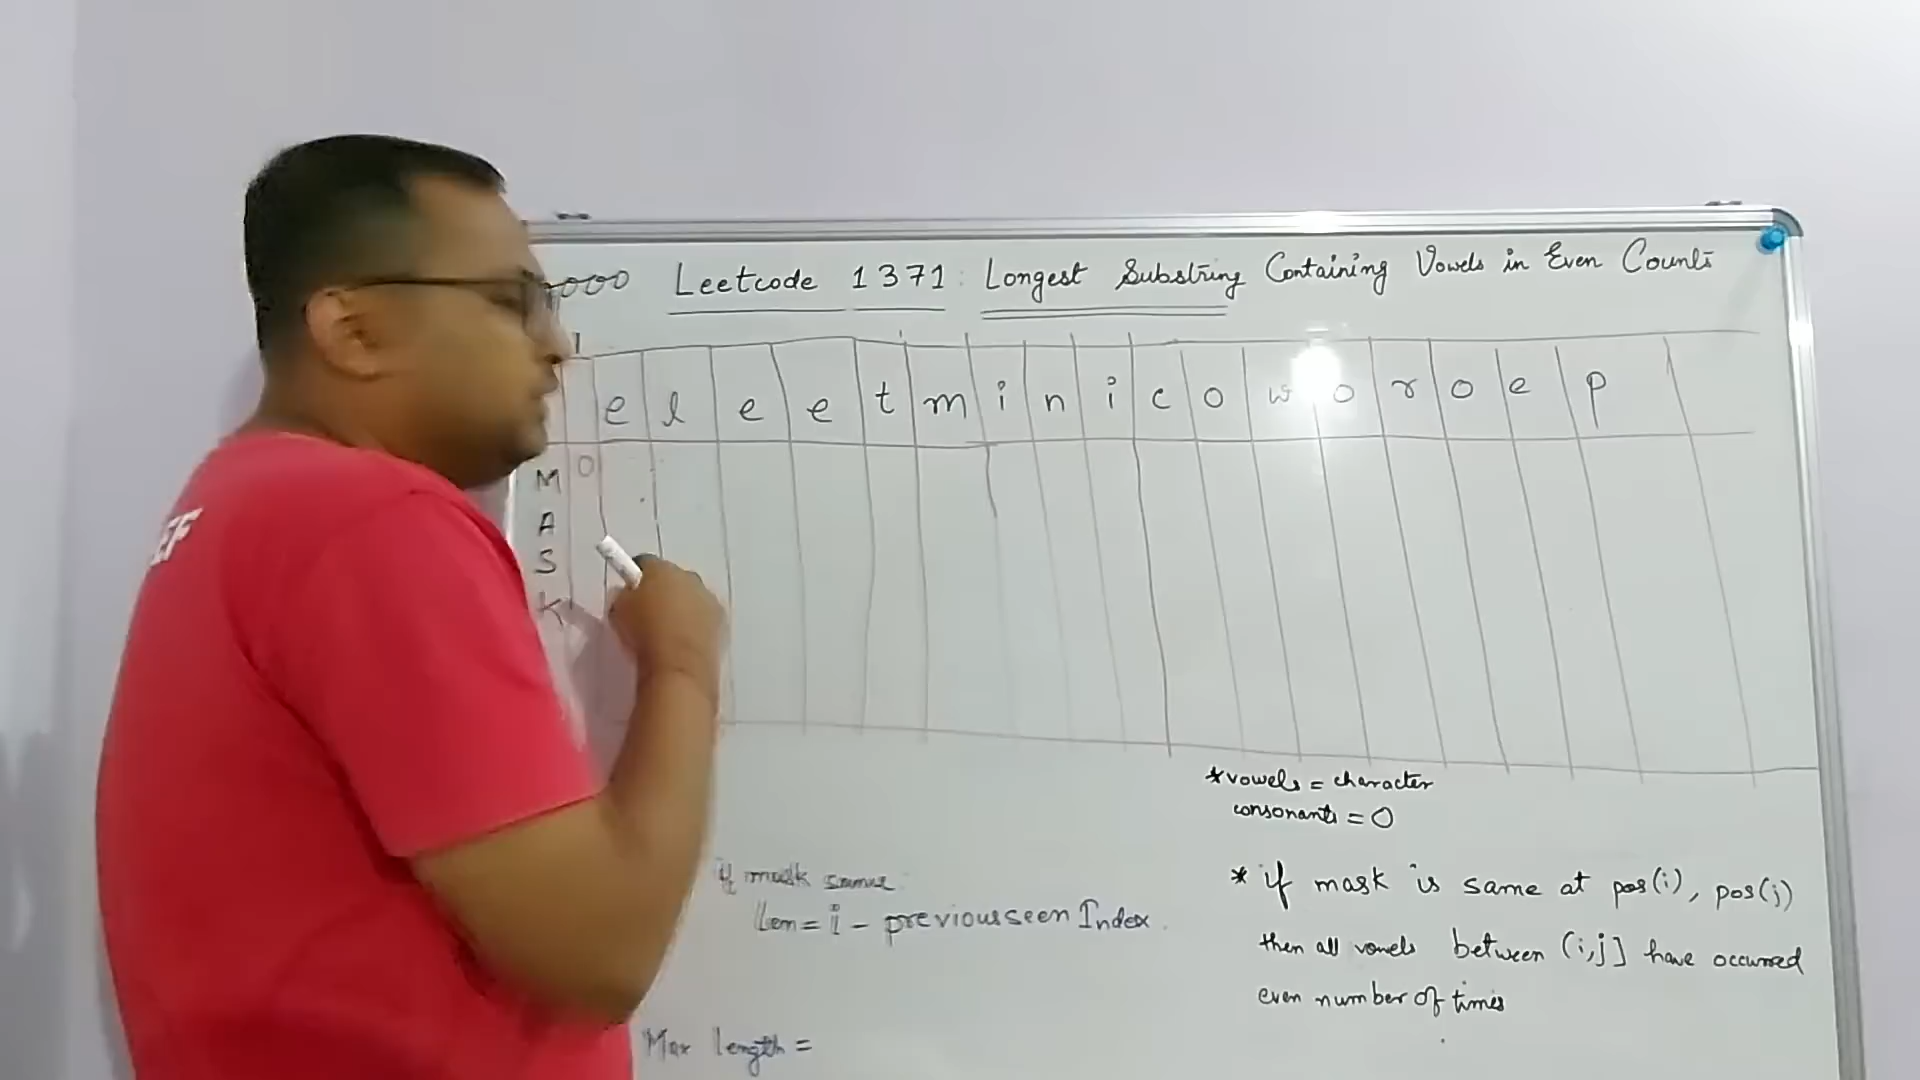 000 Leetcode 1371: Longest Substring Containing Vowels in Even Counts
e l e e t m i n i c o w o r o e p
MASK 0
*vowels = character
consonants = 0
if mask same
len = i - previousseen Index.
* if mask is same at pos(i), pos(j)
then all vowels between (i,j] have occurred
even number of times
Max length =